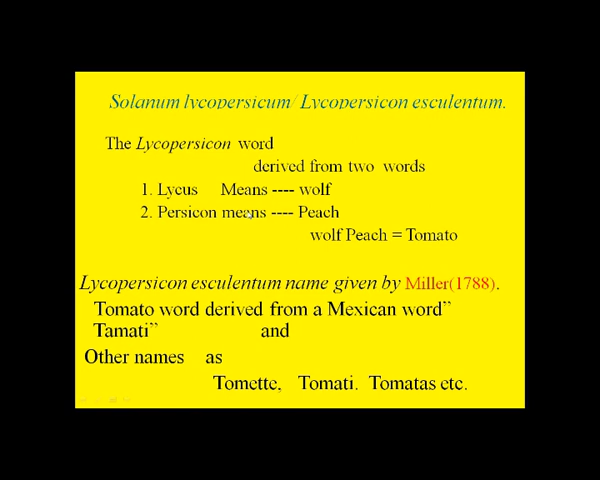 Solanum lycopersicum/ Lycopersicon esculentum.
The Lycopersicon word
derived from two words
1. Lycus Means ---- wolf
2. Persicon means ---- Peach
wolf Peach = Tomato
Lycopersicon esculentum name given by Miller(1788).
Tomato word derived from a Mexican word”
Tamati” and
Other names as
Tomette, Tomati. Tomatas etc.